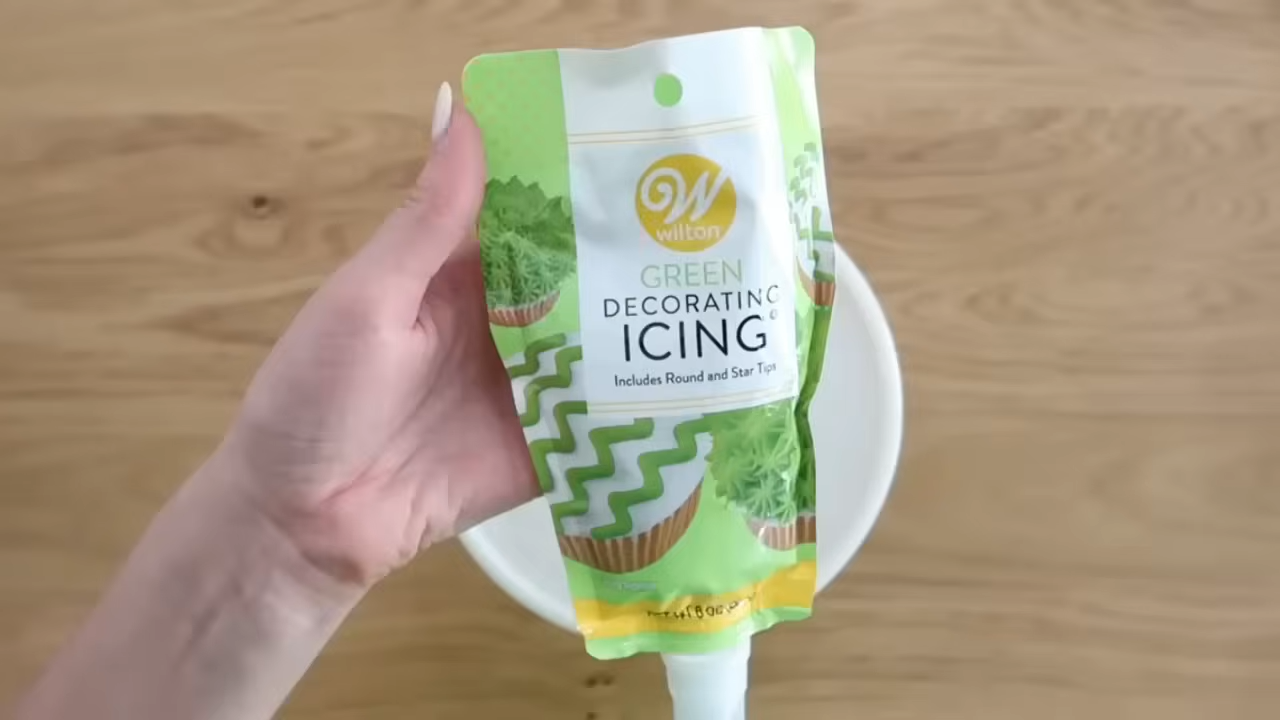 W
wilton
GREEN
DECORATING
ICING®
Includes Round and Star Tips